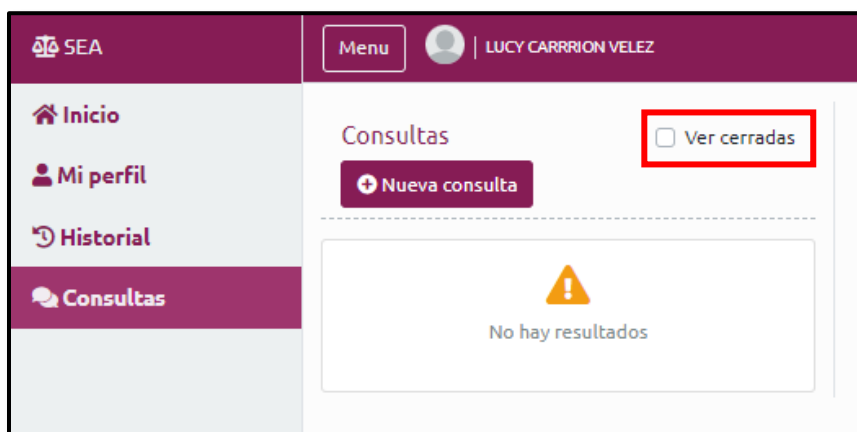 SEA
Menu | LUCY CARRRION VELEZ
Inicio
Mi perfil
Historial
Consultas
Consultas
Ver cerradas
Nueva consulta
No hay resultados